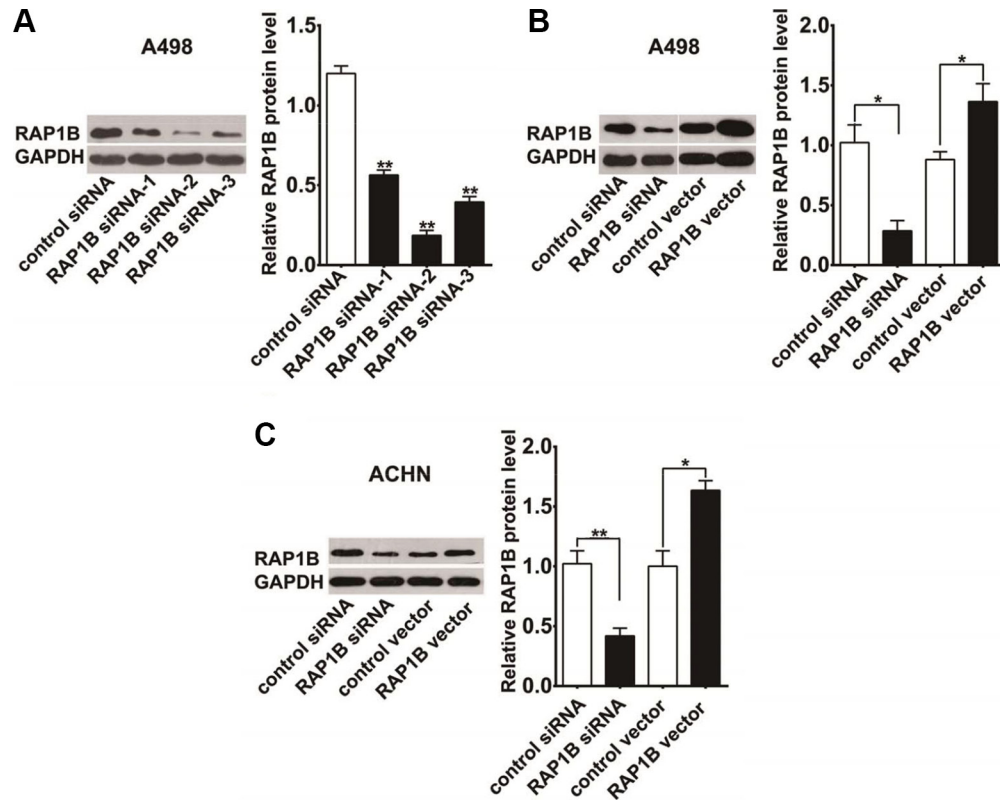 A
A498
RAP1B
GAPDH
control siRNA
RAP1B siRNA-1
RAP1B siRNA-2
RAP1B siRNA-3
Relative RAP1B protein level
1.5
1.0
0.5
0.0
**
**
**
control siRNA
RAP1B siRNA-1
RAP1B siRNA-2
RAP1B siRNA-3
B
A498
RAP1B
GAPDH
control siRNA
RAP1B siRNA
control vector
RAP1B vector
Relative RAP1B protein level
2.0
1.5
1.0
0.5
0.0
*
*
control siRNA
RAP1B siRNA
control vector
RAP1B vector
C
ACHN
RAP1B
GAPDH
control siRNA
RAP1B siRNA
control vector
RAP1B vector
Relative RAP1B protein level
2.0
1.5
1.0
0.5
0.0
**
*
control siRNA
RAP1B siRNA
control vector
RAP1B vector